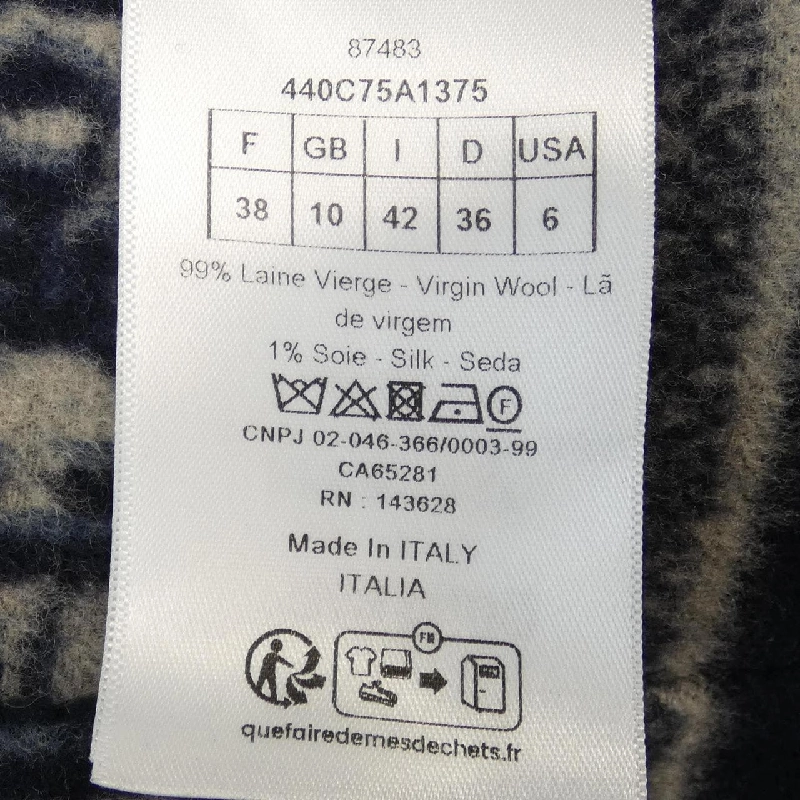 87483
440C75A1375
F GB I D USA
38 10 42 36 6
99% Laine Vierge - Virgin Wool - Lã
de virgem
1% Soie - Silk - Seda
F
CNPJ 02-046-366/0003-99
CA65281
RN : 143628
Made In ITALY
ITALIA
FR
quefairedemesdechets.fr